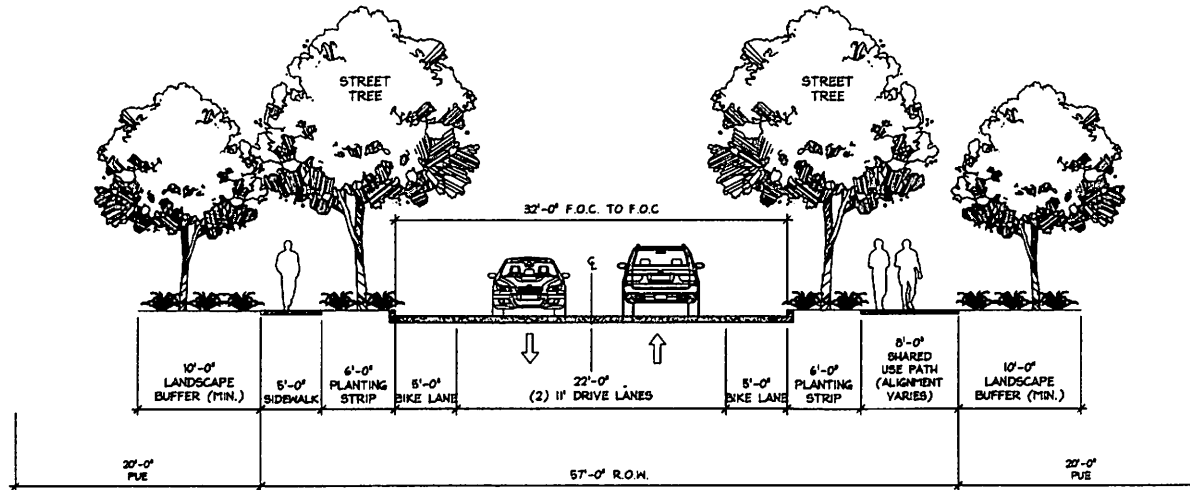 STREET
TREE
STREET
TREE
32'-0" F.O.C. TO F.O.C
℄
10'-0"
LANDSCAPE
BUFFER (MIN.)
5'-0"
SIDEWALK
6'-0"
PLANTING
STRIP
5'-0"
BIKE LANE
22'-0"
(2) 11' DRIVE LANES
5'-0"
BIKE LANE
6'-0"
PLANTING
STRIP
8'-0"
SHARED
USE PATH
(ALIGNMENT
VARIES)
10'-0"
LANDSCAPE
BUFFER (MIN.)
20'-0"
PUE
57'-0" R.O.W.
20'-0"
PUE